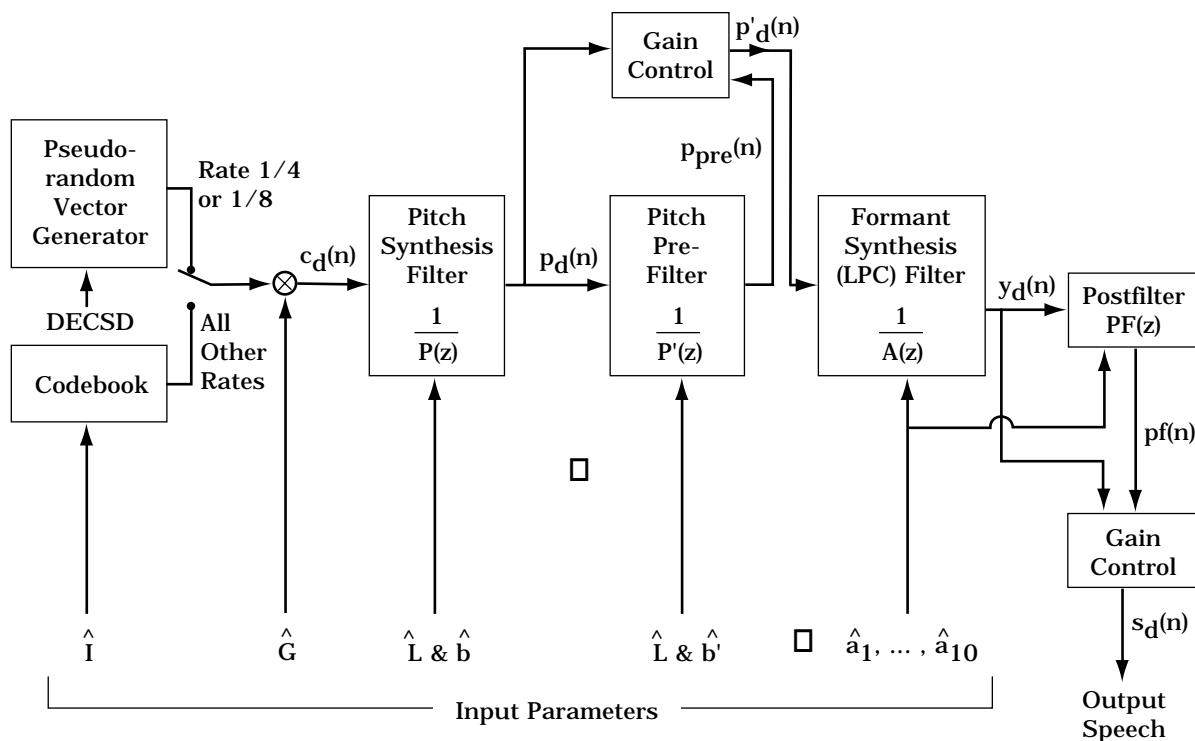 Gain
Control
p'd(n)
ppre(n)
Pseudo-
random
Vector
Generator
Rate 1/4
or 1/8
DECSD
All
Other
Rates
Codebook
cd(n)
Pitch
Synthesis
Filter
1
P(z)
pd(n)
Pitch
Pre-
Filter
1
P'(z)
Formant
Synthesis
(LPC) Filter
1
A(z)
yd(n)
Postfilter
PF(z)
pf(n)
Gain
Control
sd(n)
Output
Speech
Î
Ĝ
L̂ & b̂
L̂ & b̂'
â1, ... , â10
Input Parameters